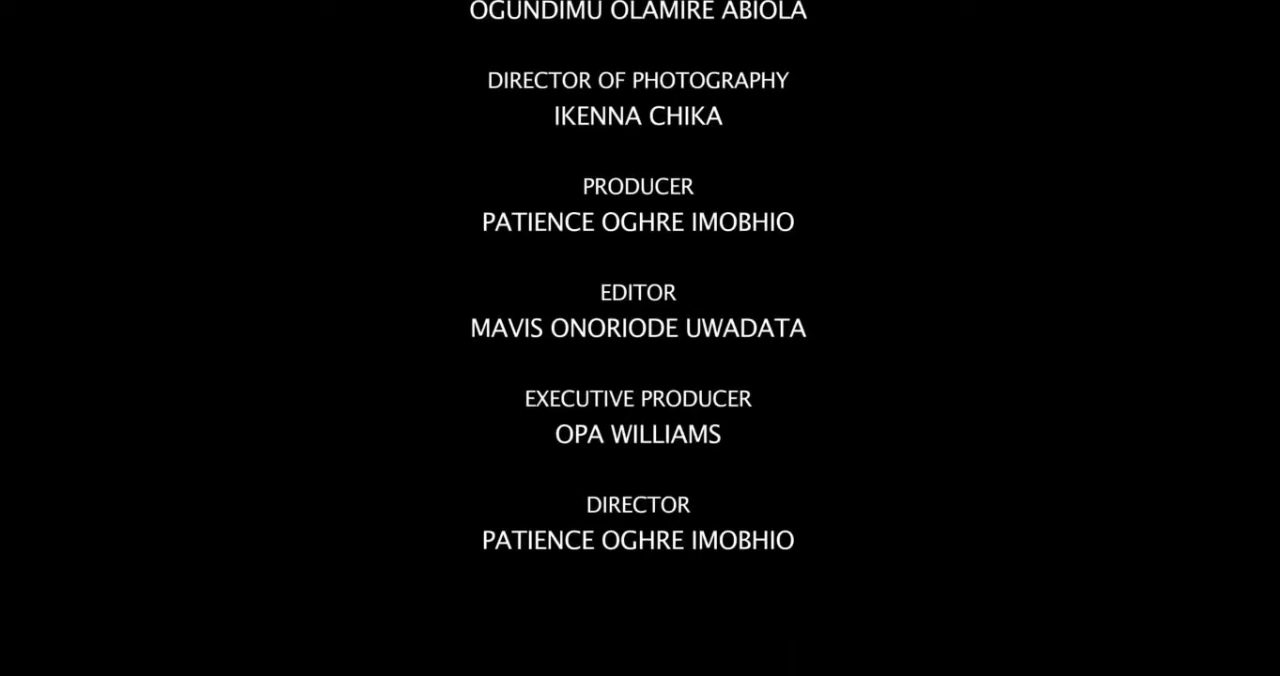 OGUNDIMU OLAMIRE ABIOLA
DIRECTOR OF PHOTOGRAPHY
IKENNA CHIKA
PRODUCER
PATIENCE OGHRE IMOBHIO
EDITOR
MAVIS ONORIODE UWADATA
EXECUTIVE PRODUCER
OPA WILLIAMS
DIRECTOR
PATIENCE OGHRE IMOBHIO